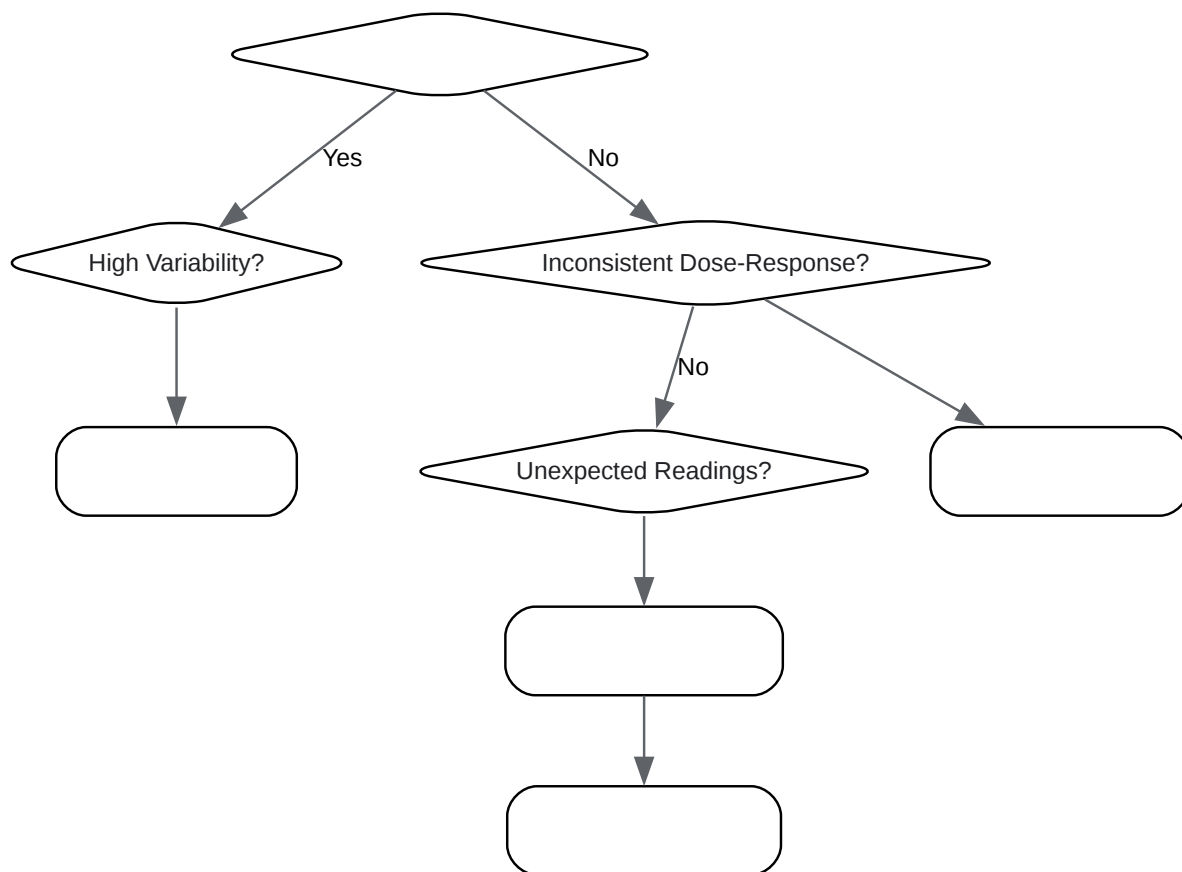 Yes
No
High Variability?
Inconsistent Dose-Response?
No
Unexpected Readings?